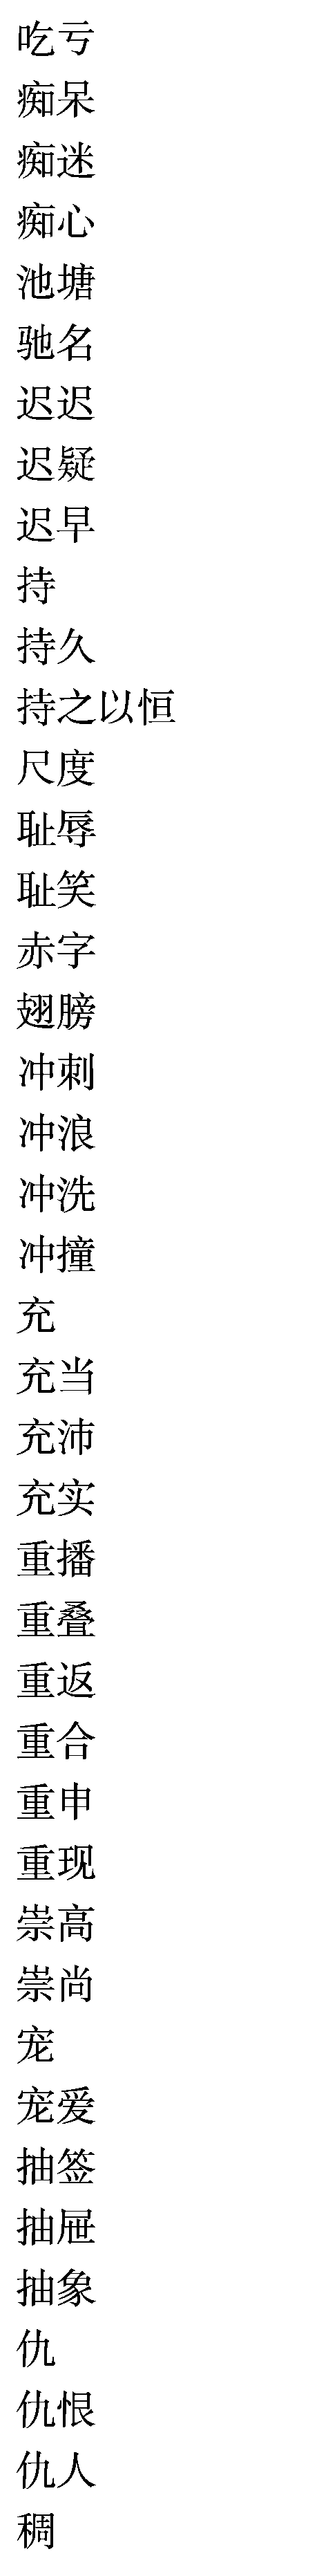 吃亏
痴呆
痴迷
痴心
池塘
驰名
迟迟
迟疑
迟早
持
持久
持之以恒
尺度
耻辱
耻笑
赤字
翅膀
冲刺
冲浪
冲洗
冲撞
充
充当
充沛
充实
重播
重叠
重返
重合
重申
重现
崇高
崇尚
宠
宠爱
抽签
抽屉
抽象
仇
仇恨
仇人
稠